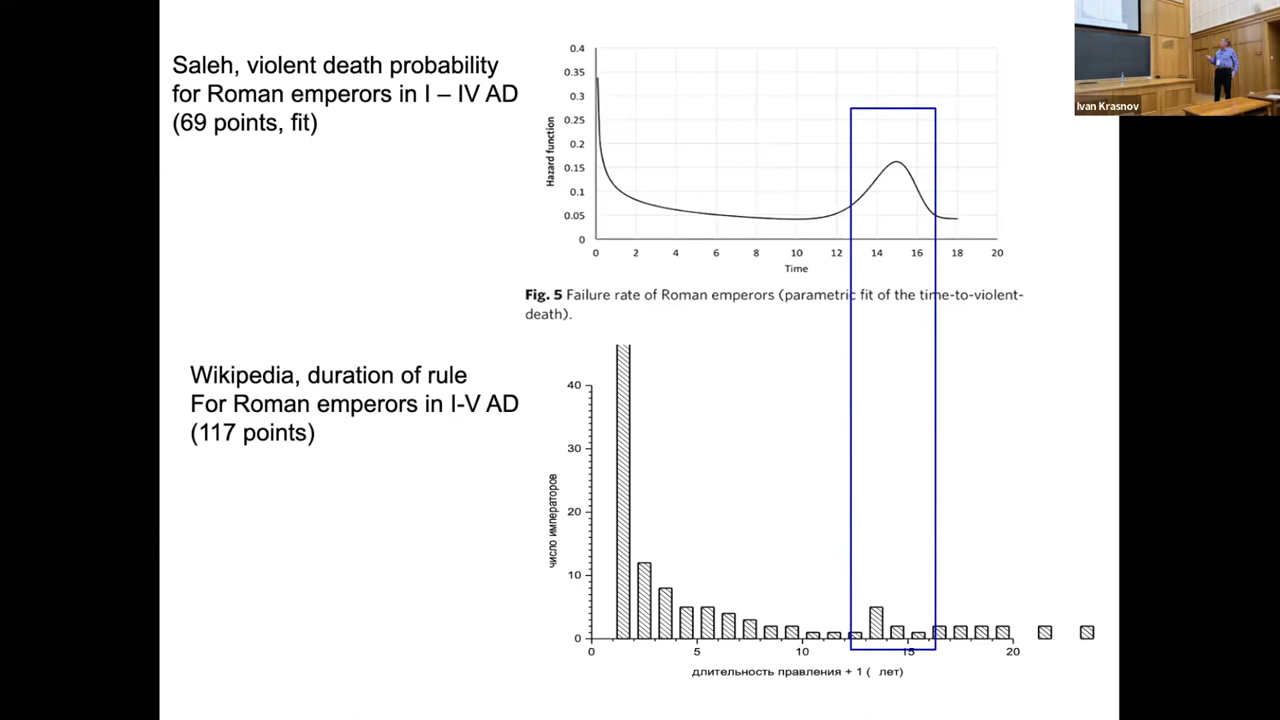 Saleh, violent death probability
for Roman emperors in I – IV AD
(69 points, fit)
0.4
0.35
0.3
0.25
0.2
0.15
0.1
0.05
0
Hazard function
0 2 4 6 8 10 12 14 16 18 20
Time
Fig. 5 Failure rate of Roman emperors (parametric fit of the time-to-violent-
death).
Ivan Krasnov
Wikipedia, duration of rule
For Roman emperors in I-V AD
(117 points)
40
30
20
10
0
число императоров
0 5 10 15 20
длительность правления + 1 ( лет)